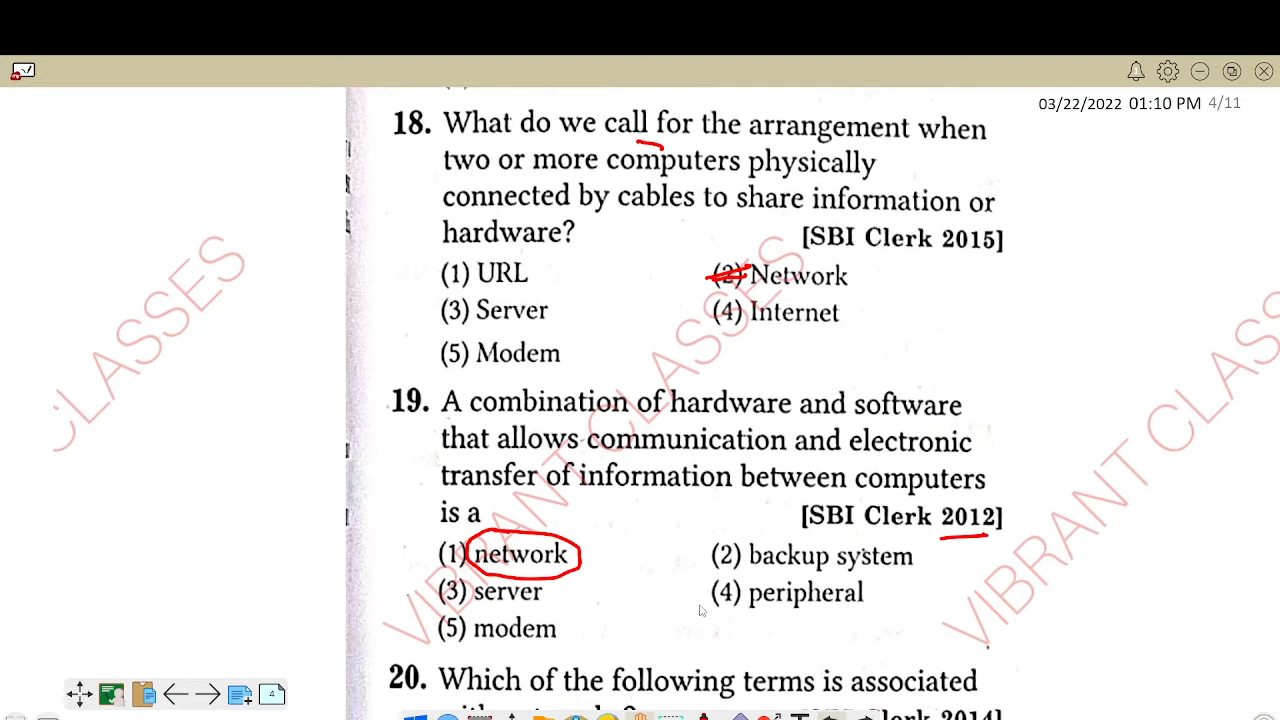 03/22/2022 01:10 PM 4/11
18. What do we call for the arrangement when
two or more computers physically
connected by cables to share information or
hardware? [SBI Clerk 2015]
(1) URL (2) Network
(3) Server (4) Internet
(5) Modem
19. A combination of hardware and software
that allows communication and electronic
transfer of information between computers
is a [SBI Clerk 2012]
(1) network (2) backup system
(3) server (4) peripheral
(5) modem
20. Which of the following terms is associated
CLASSES
VIBRANT CLASSES
VIBRANT CLASSES
4